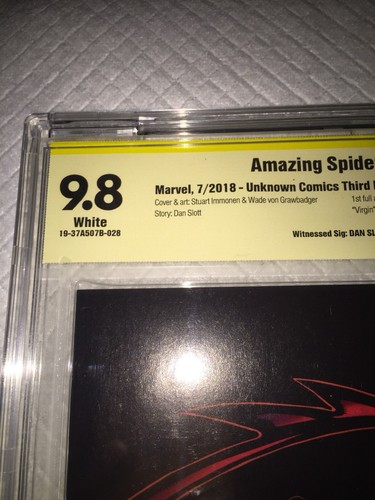 Amazing Spide
9.8
White
19-37A507B-028
Marvel, 7/2018 - Unknown Comics Third
Cover & art: Stuart Immonen & Wade von Grawbadger
Story: Dan Slott
1st full
"Virgin"
Witnessed Sig: DAN SL